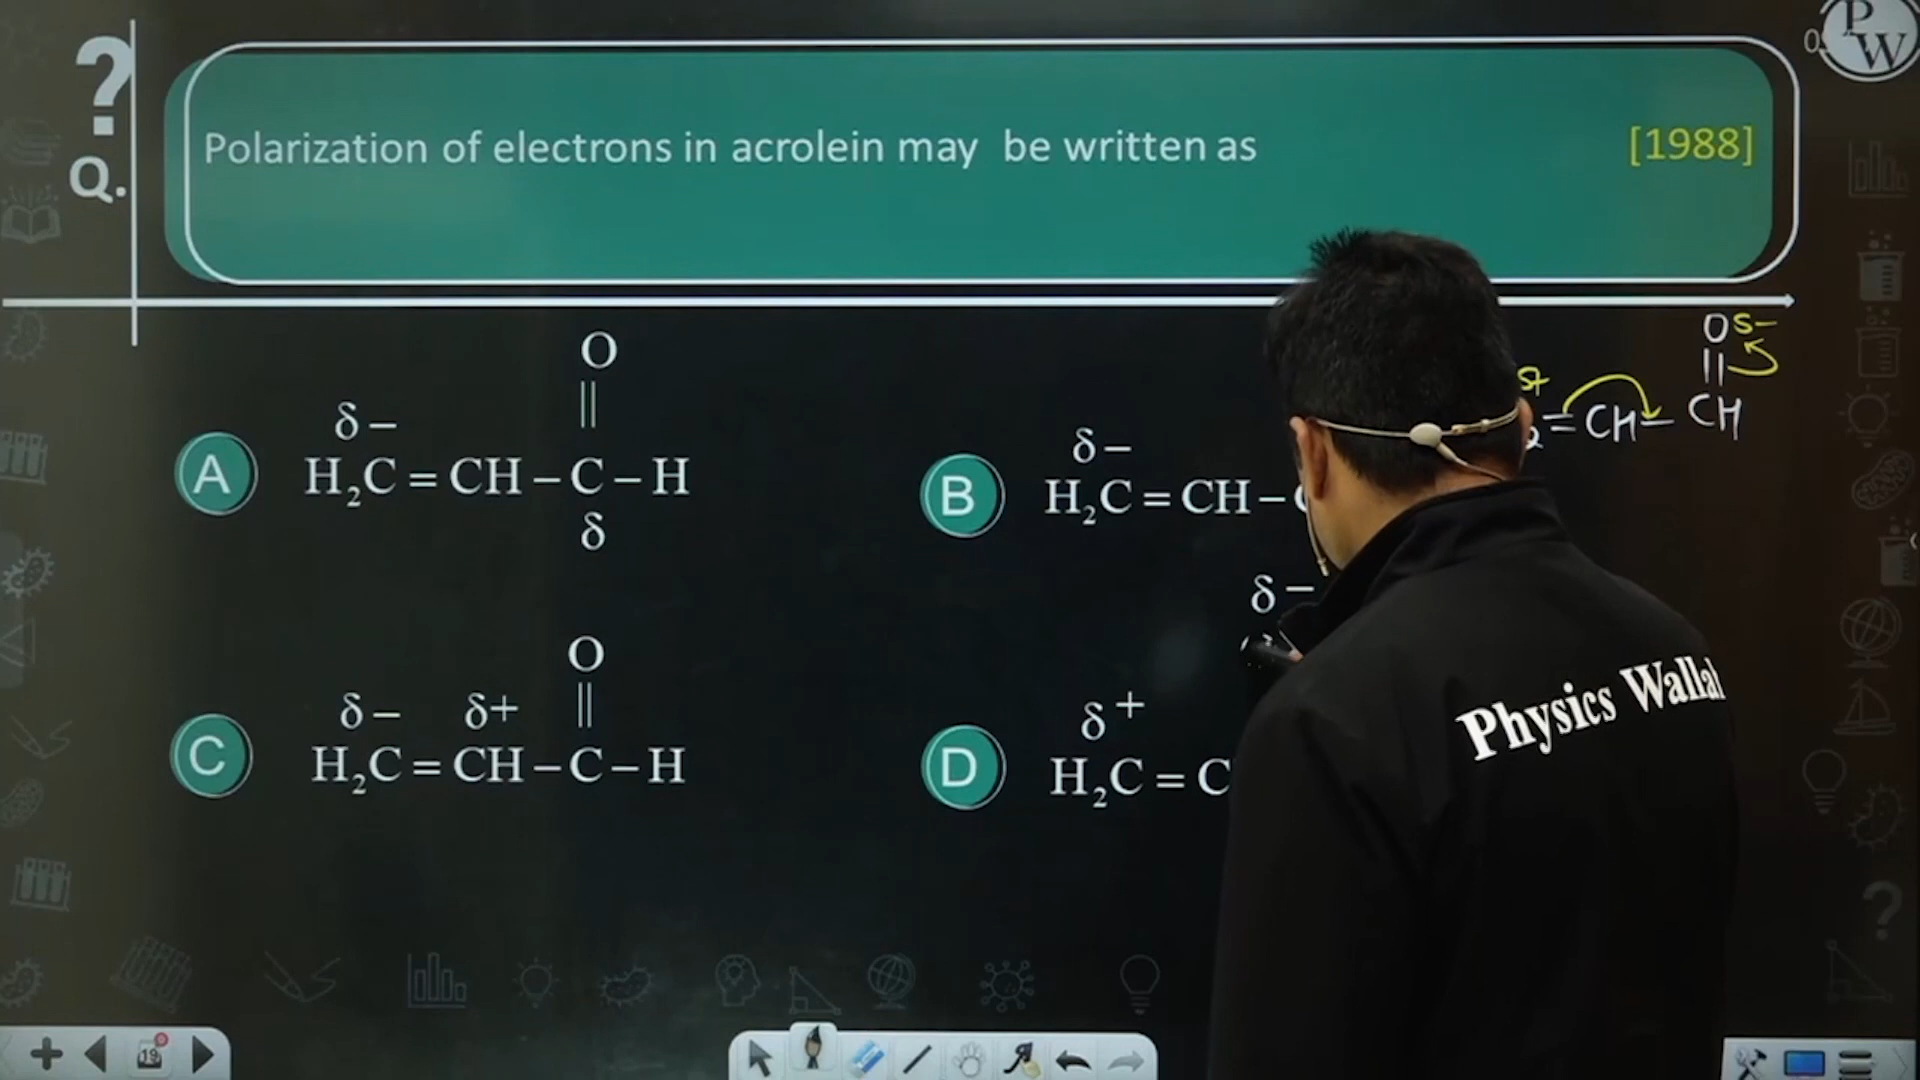 ?
Q.
Polarization of electrons in acrolein may be written as [1988]
P
W
O
δ –
A H₂C = CH – C – H
δ
δ –
B H₂C = CH –
O δ–
δ+
= CH – CH
O
δ – δ+
C H₂C = CH – C – H
δ –
δ +
D H₂C = C
Physics Wallah
19